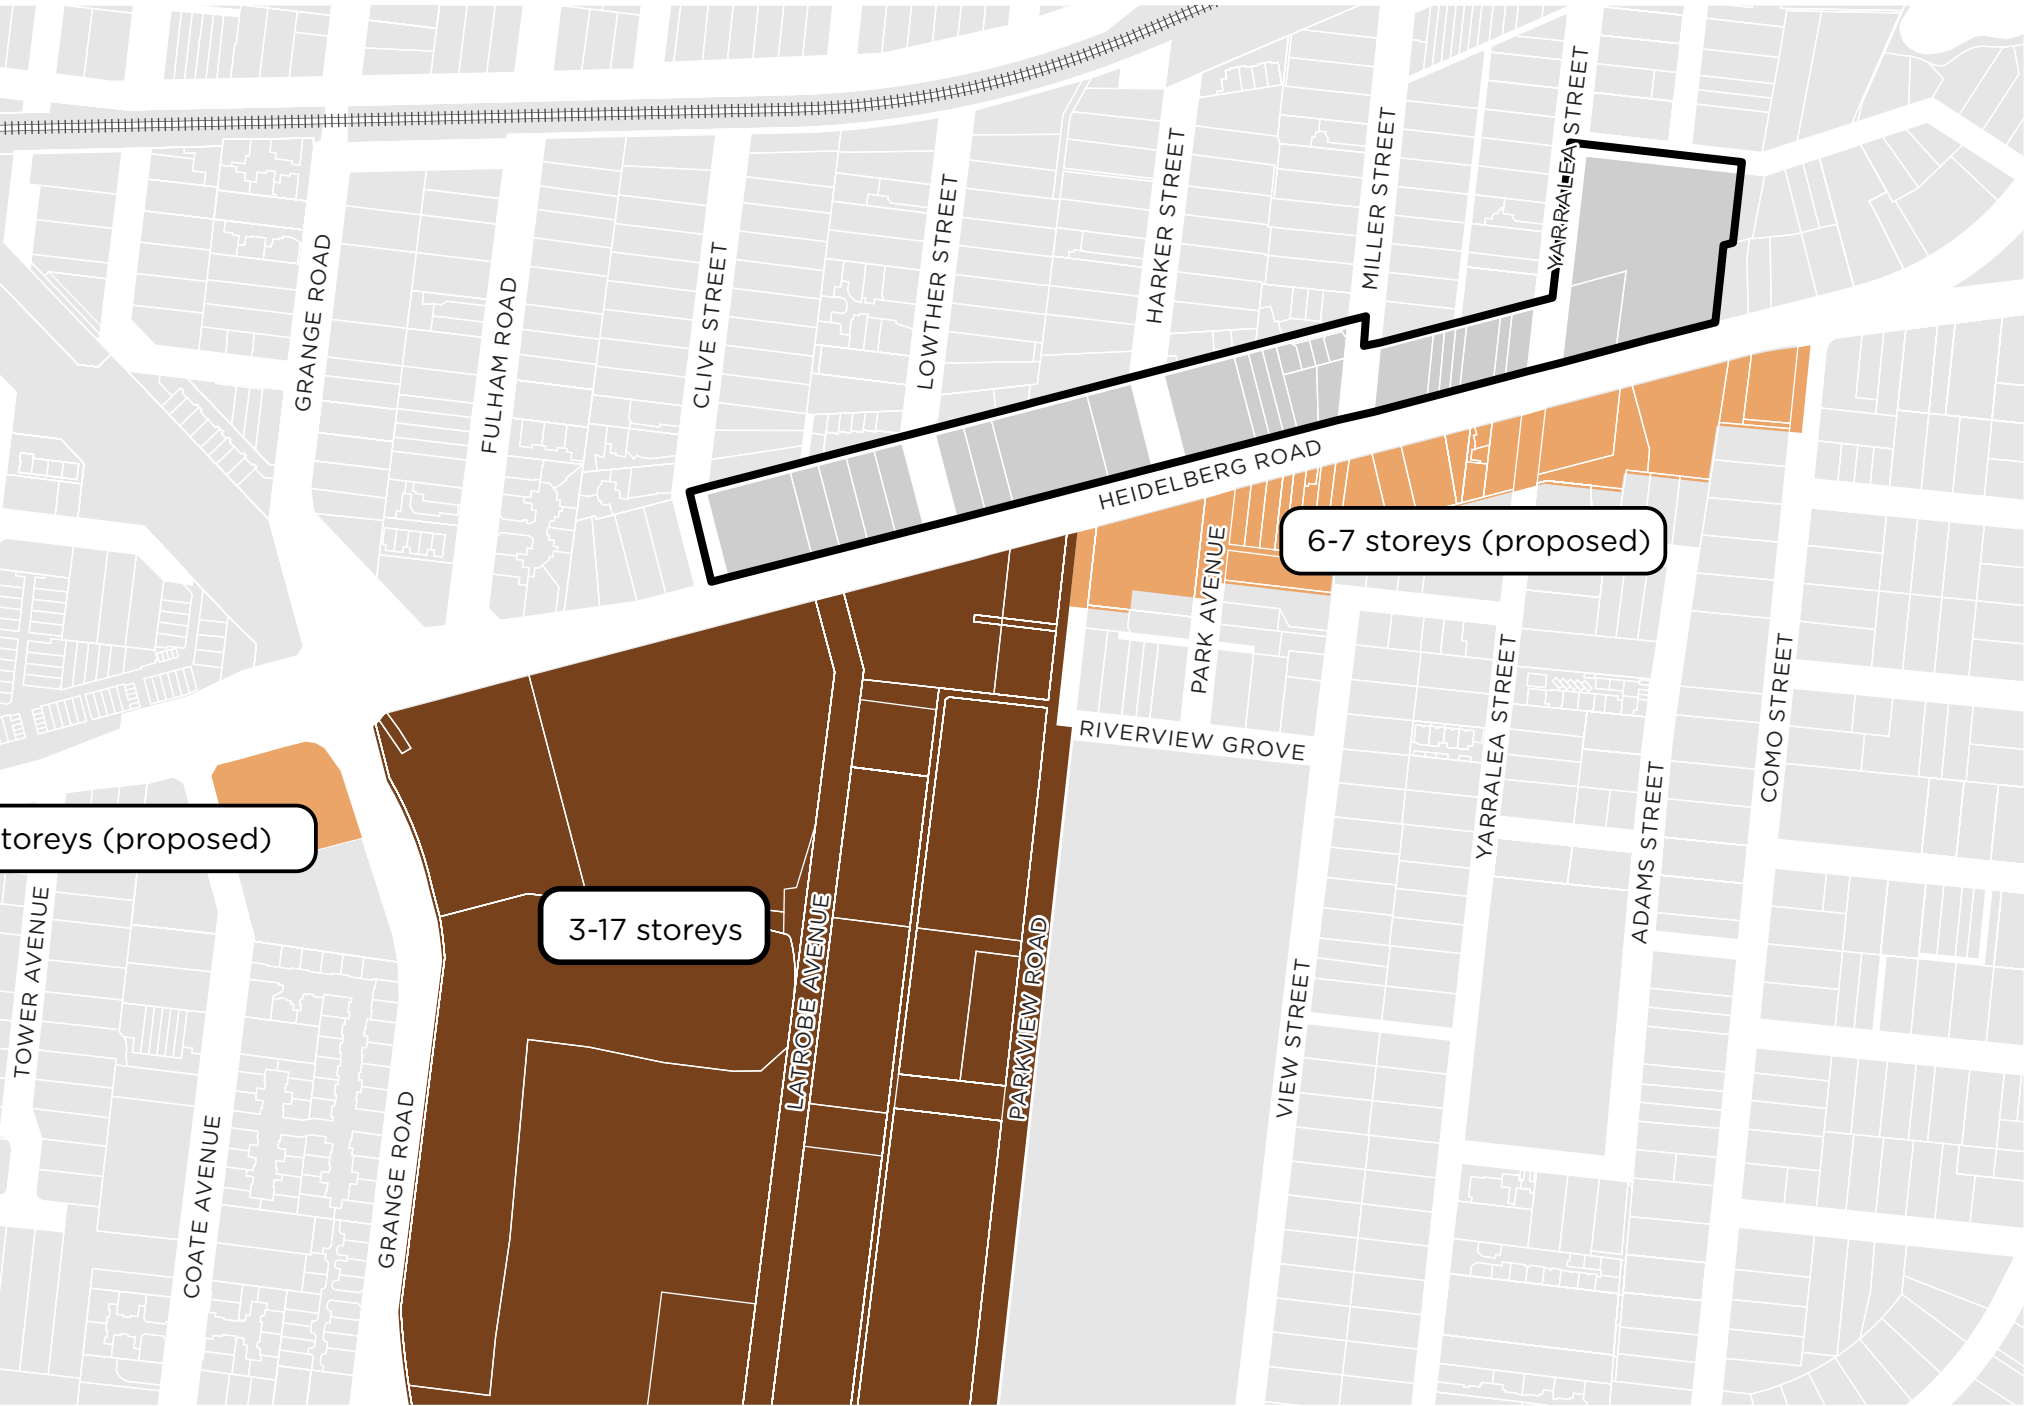 YARRALEA STREET
MILLER STREET
HARKER STREET
LOWTHER STREET
GRANGE ROAD
CLIVE STREET
FULHAM ROAD
HEIDELBERG ROAD
6-7 storeys (proposed)
PARK AVENUE
RIVERVIEW GROVE
YARRALEA STREET
COMO STREET
ADAMS STREET
toreys (proposed)
3-17 storeys
TOWER AVENUE
LATROBE AVENUE
PARKVIEW ROAD
VIEW STREET
COATE AVENUE
GRANGE ROAD